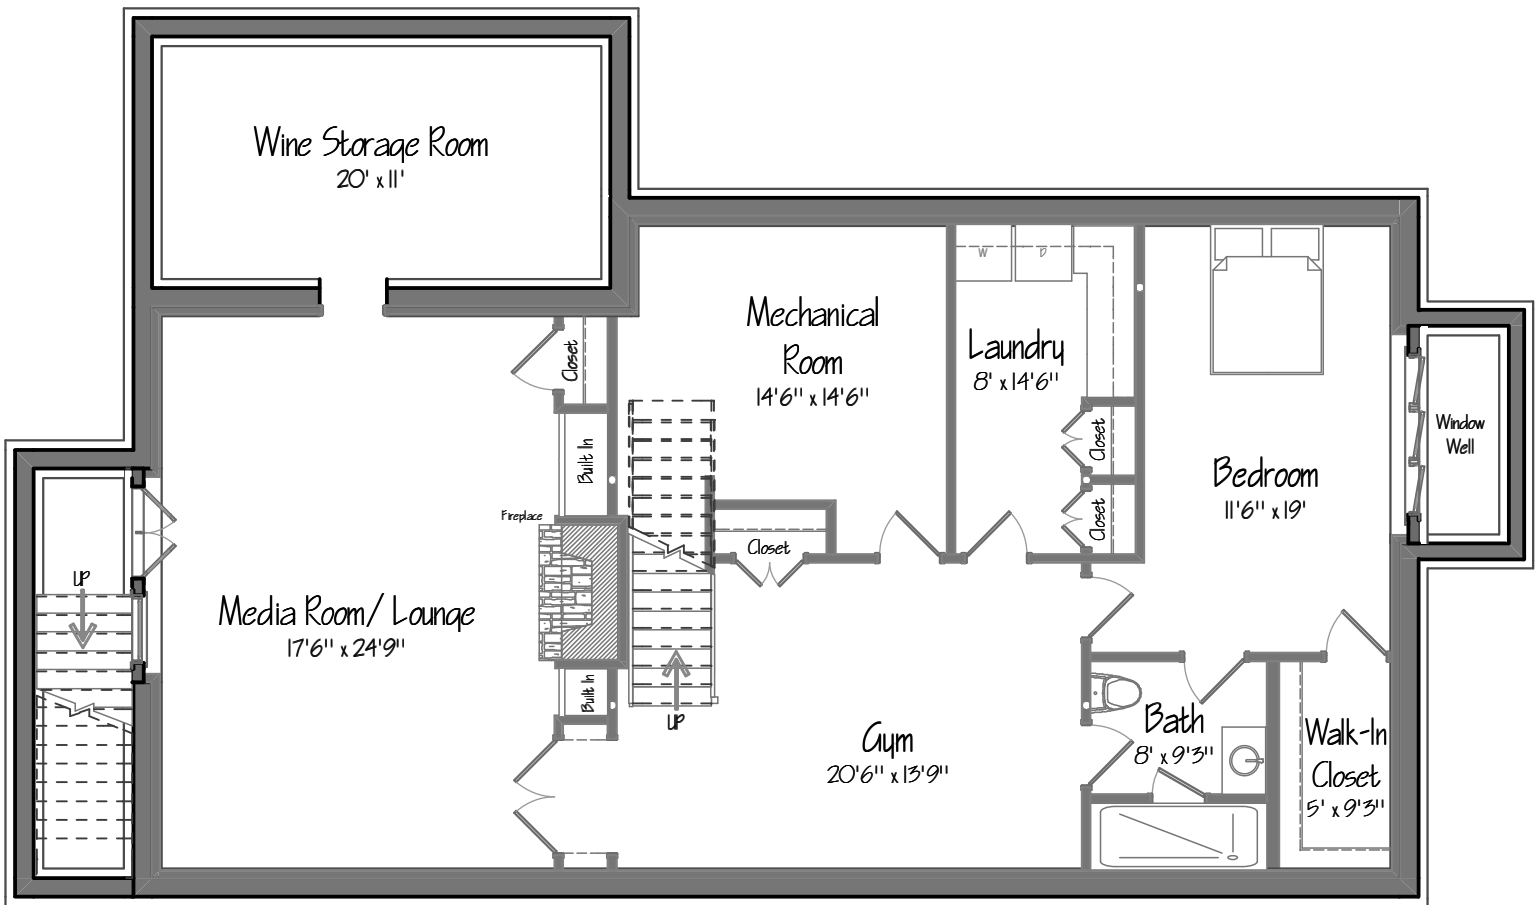 Wine Storage Room
20' x 11'
Mechanical
Room
14'6" x 14'6"
W
D
Laundry
8' x 14'6"
Closet
Closet
Closet
Built In
Fireplace
Closet
Bedroom
11'6" x 19'
Window
Well
UP
Media Room/ Lounge
17'6" x 24'9"
Built In
UP
Gym
20'6" x 13'9"
Bath
8' x 9'3"
Walk-In
Closet
5' x 9'3"